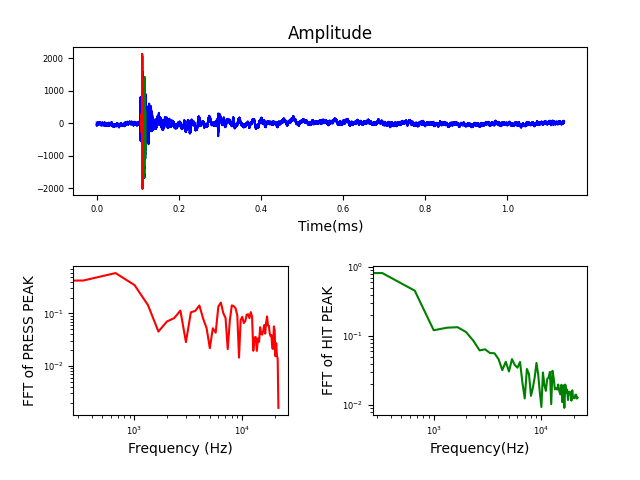 Amplitude
2000
1000
0
−1000
−2000
0.0 0.2 0.4 0.6 0.8 1.0
Time(ms)
FFT of PRESS PEAK
10⁻¹
10⁻²
10³ 10⁴
Frequency (Hz)
FFT of HIT PEAK
10⁰
10⁻¹
10⁻²
10³ 10⁴
Frequency(Hz)